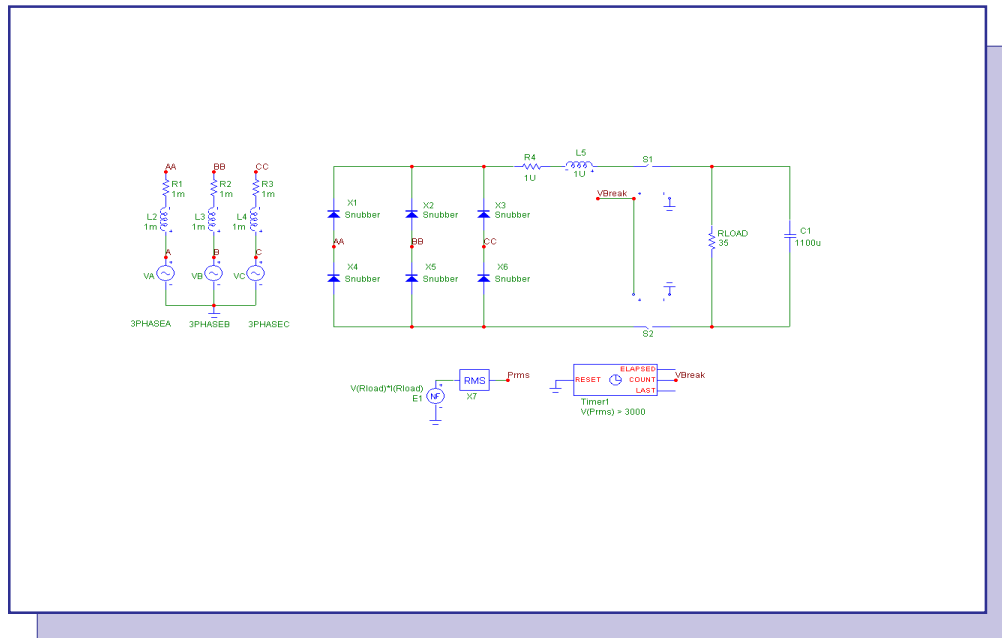 AA BB CC
R1 R2 R3
1m 1m 1m
L2 L3 L4
1m 1m 1m
A B C
VA VB VC
3PHASEA 3PHASEB 3PHASEC
R4 L5 S1
1U 1U
X1 X2 X3
Snubber Snubber Snubber
VBreak
AA BB CC
RLOAD
35
C1
1100u
X4 X5 X6
Snubber Snubber Snubber
S2
V(Rload)*I(Rload)
E1
NF
RMS
X7
Prms
ELAPSED
RESET COUNT
LAST
VBreak
Timer1
V(Prms) > 3000